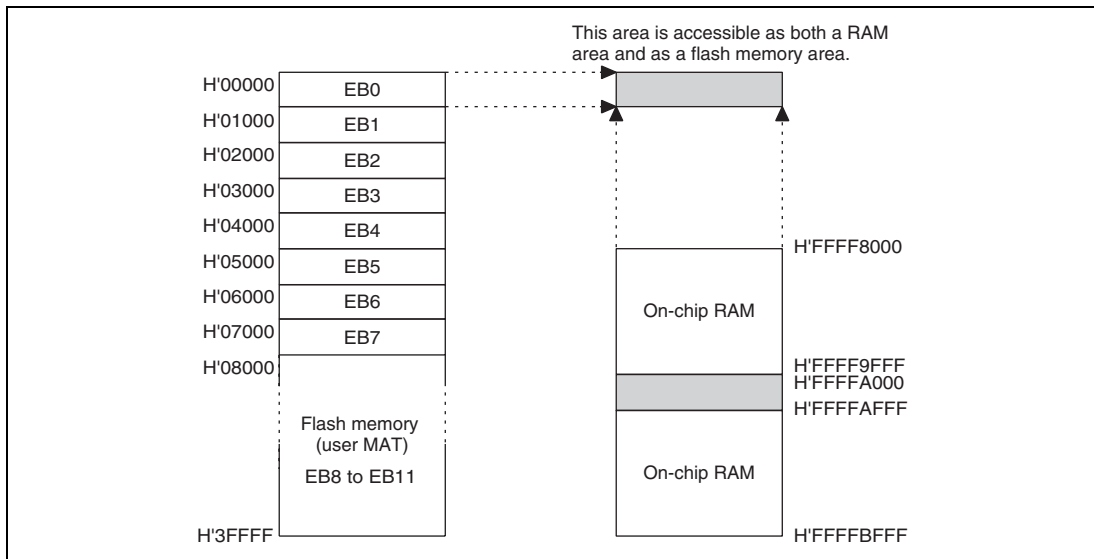 This area is accessible as both a RAM
area and as a flash memory area.
H'00000
EB0
H'01000
EB1
H'02000
EB2
H'03000
EB3
H'04000
EB4
H'05000
EB5
H'06000
EB6
H'07000
EB7
H'08000
Flash memory
(user MAT)
EB8 to EB11
H'3FFFF
H'FFFF8000
On-chip RAM
H'FFFF9FFF
H'FFFFA000
H'FFFFAFFF
On-chip RAM
H'FFFFBFFF